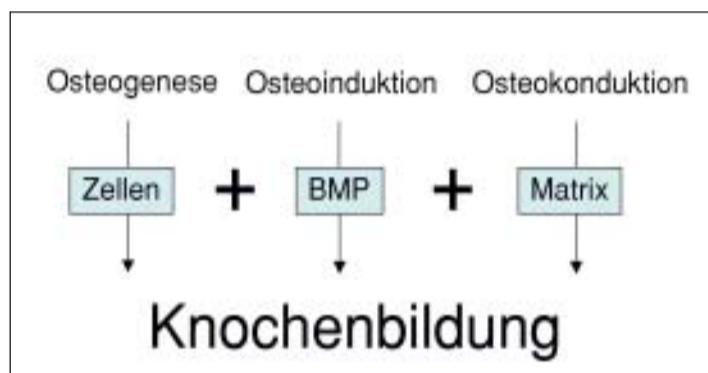 Osteogenese Osteoinduktion Osteokonduktion
Zellen + BMP + Matrix
Knochenbildung